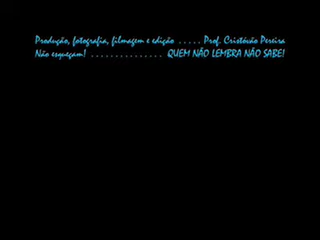 Produção, fotografia, filmagem e edição . . . . . Prof. Cristóvão Pereira
Não esqueçam! . . . . . . . . . . . . . . . QUEM NÃO LEMBRA NÃO SABE!